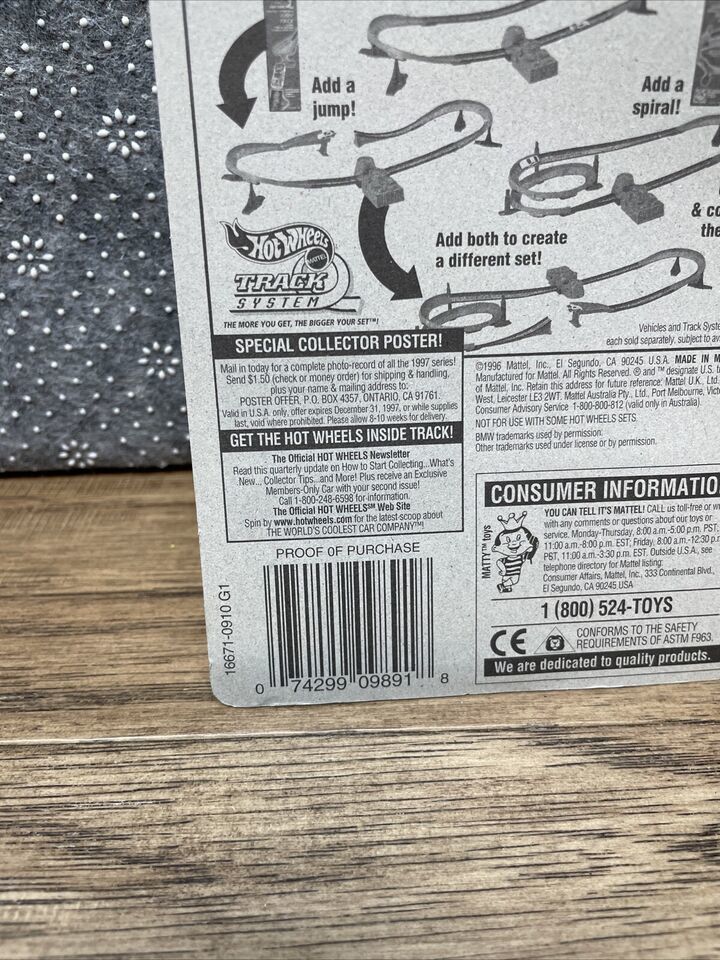 Add a
jump!
Add a
spiral!
& co
the
Add both to create
a different set!
HOT WHEELS
MATTEL
TRACK
SYSTEM
THE MORE YOU GET, THE BIGGER YOUR SET™!
Vehicles and Track Syste
each sold separately, subject to av
SPECIAL COLLECTOR POSTER!
Mail in today for a complete photo-record of all the 1997 series!
Send $1.50 (check or money order) for shipping & handling,
plus your name & mailing address to:
POSTER OFFER, P.O. BOX 4357, ONTARIO, CA 91761.
Valid in U.S.A. only, offer expires December 31, 1997, or while supplies
last, void where prohibited. Please allow 8-10 weeks for delivery.
GET THE HOT WHEELS INSIDE TRACK!
The Official HOT WHEELS Newsletter
Read this quarterly update on How to Start Collecting...What's
New... Collector Tips...and More! Plus receive an Exclusive
Members-Only Car with your second issue!
Call 1-800-248-6598 for information.
The Official HOT WHEELS℠ Web Site
Spin by www.hotwheels.com for the latest scoop about
THE WORLD'S COOLEST CAR COMPANY™!
©1996 Mattel, Inc., El Segundo, CA 90245 U.S.A. MADE IN M
Manufactured for Mattel. All Rights Reserved. ® and ™ designate U.S. t
of Mattel, Inc. Retain this address for future reference: Mattel U.K., Ltd.
West, Leicester LE3 2WT. Mattel Australia Pty., Ltd., Port Melbourne, Vict
Consumer Advisory Service 1-800-800-812 (valid only in Australia).
NOT FOR USE WITH SOME HOT WHEELS SETS.
BMW trademarks used by permission.
Other trademarks used under license or by permission.
CONSUMER INFORMATIO
YOU CAN TELL IT'S MATTEL! CALL us toll-free or w
with any comments or questions about our toys or
service. Monday-Thursday, 8:00 a.m.-5:00 p.m. PST,
11:00 a.m.-8:00 p.m. EST; Friday, 8:00 a.m.-12:30 p.m
PST, 11:00 a.m.-3:30 p.m. EST. Outside U.S.A., see
telephone directory for Mattel listing:
Consumer Affairs, Mattel, Inc., 333 Continental Blvd.,
El Segundo, CA 90245 USA
MATTY™ toys
1 (800) 524-TOYS
CE
CONFORMS TO THE SAFETY
REQUIREMENTS OF ASTM F963.
We are dedicated to quality products.
PROOF OF PURCHASE
16671-0910 G1
0 74299 09891 8